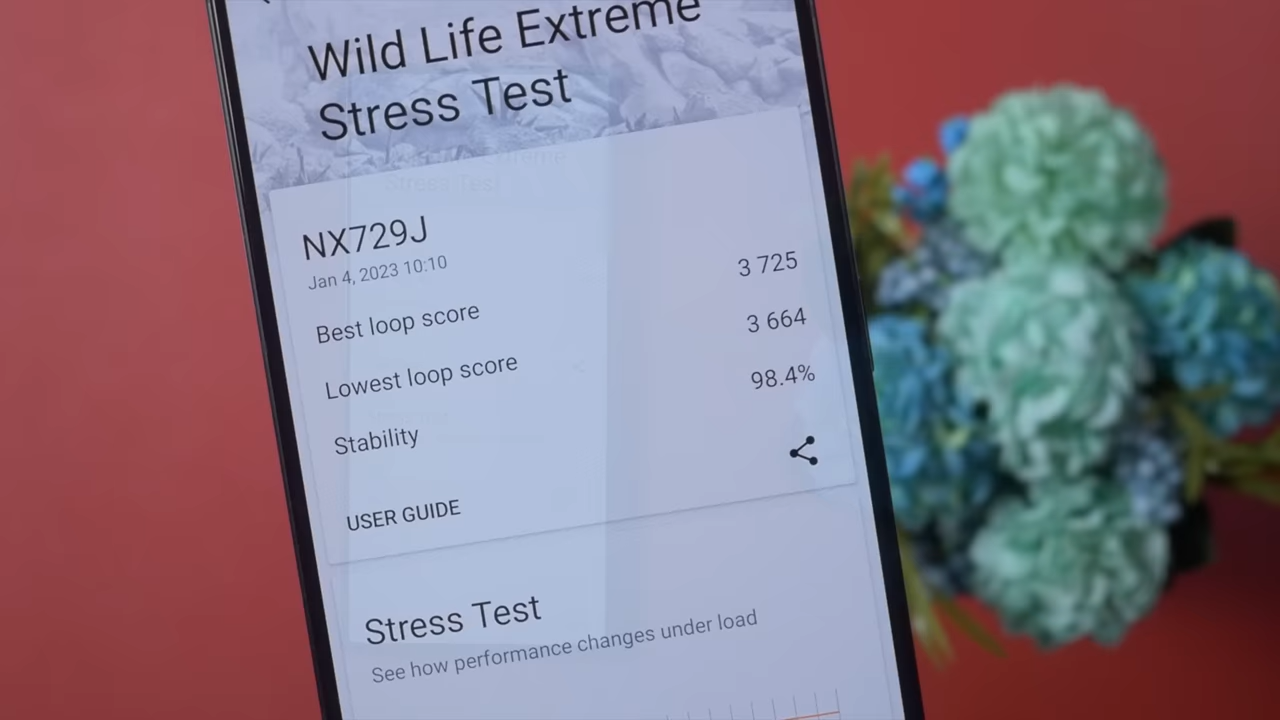 Wild Life Extreme
Stress Test
NX729J
Jan 4, 2023 10:10
Best loop score 3 725
Lowest loop score 3 664
Stability 98.4%
USER GUIDE
Stress Test
See how performance changes under load